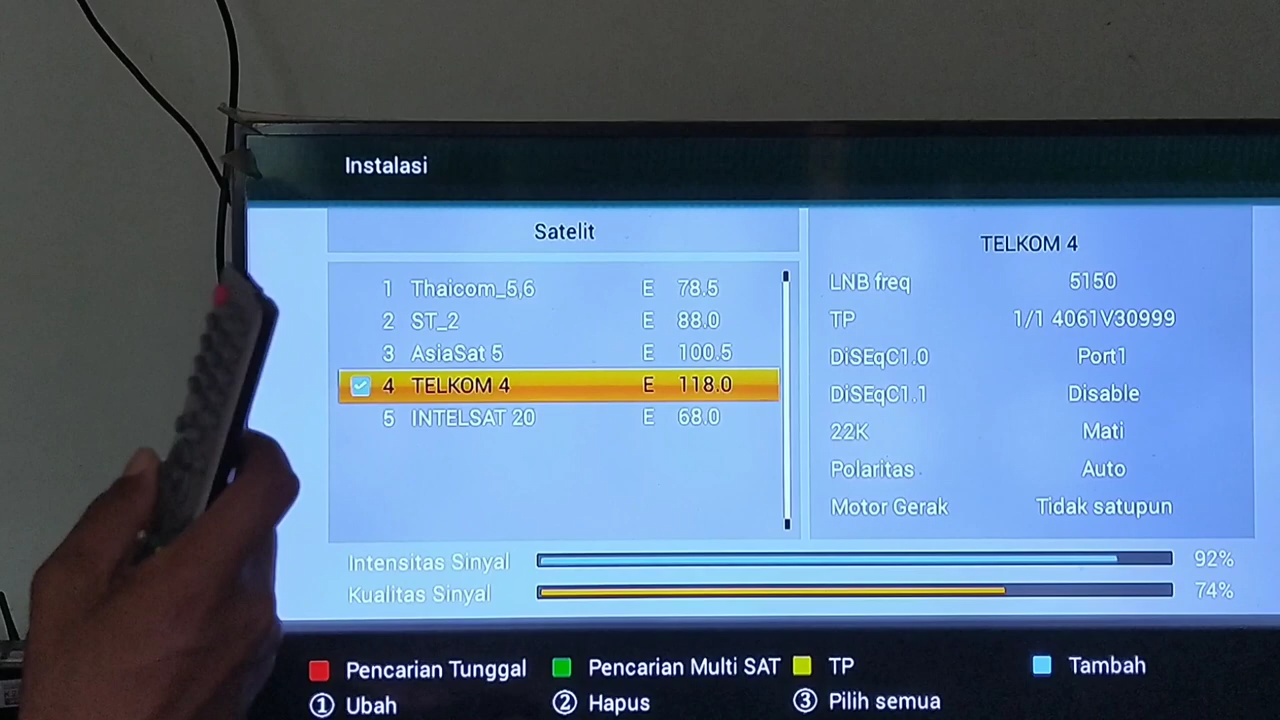 Instalasi
Satelit
1 Thaicom_5,6 E 78.5
2 ST_2 E 88.0
3 AsiaSat 5 E 100.5
4 TELKOM 4 E 118.0
5 INTELSAT 20 E 68.0
TELKOM 4
LNB freq 5150
TP 1/1 4061V30999
DiSEqC1.0 Port1
DiSEqC1.1 Disable
22K Mati
Polaritas Auto
Motor Gerak Tidak satupun
Intensitas Sinyal 92%
Kualitas Sinyal 74%
Pencarian Tunggal Pencarian Multi SAT TP Tambah
① Ubah ② Hapus ③ Pilih semua